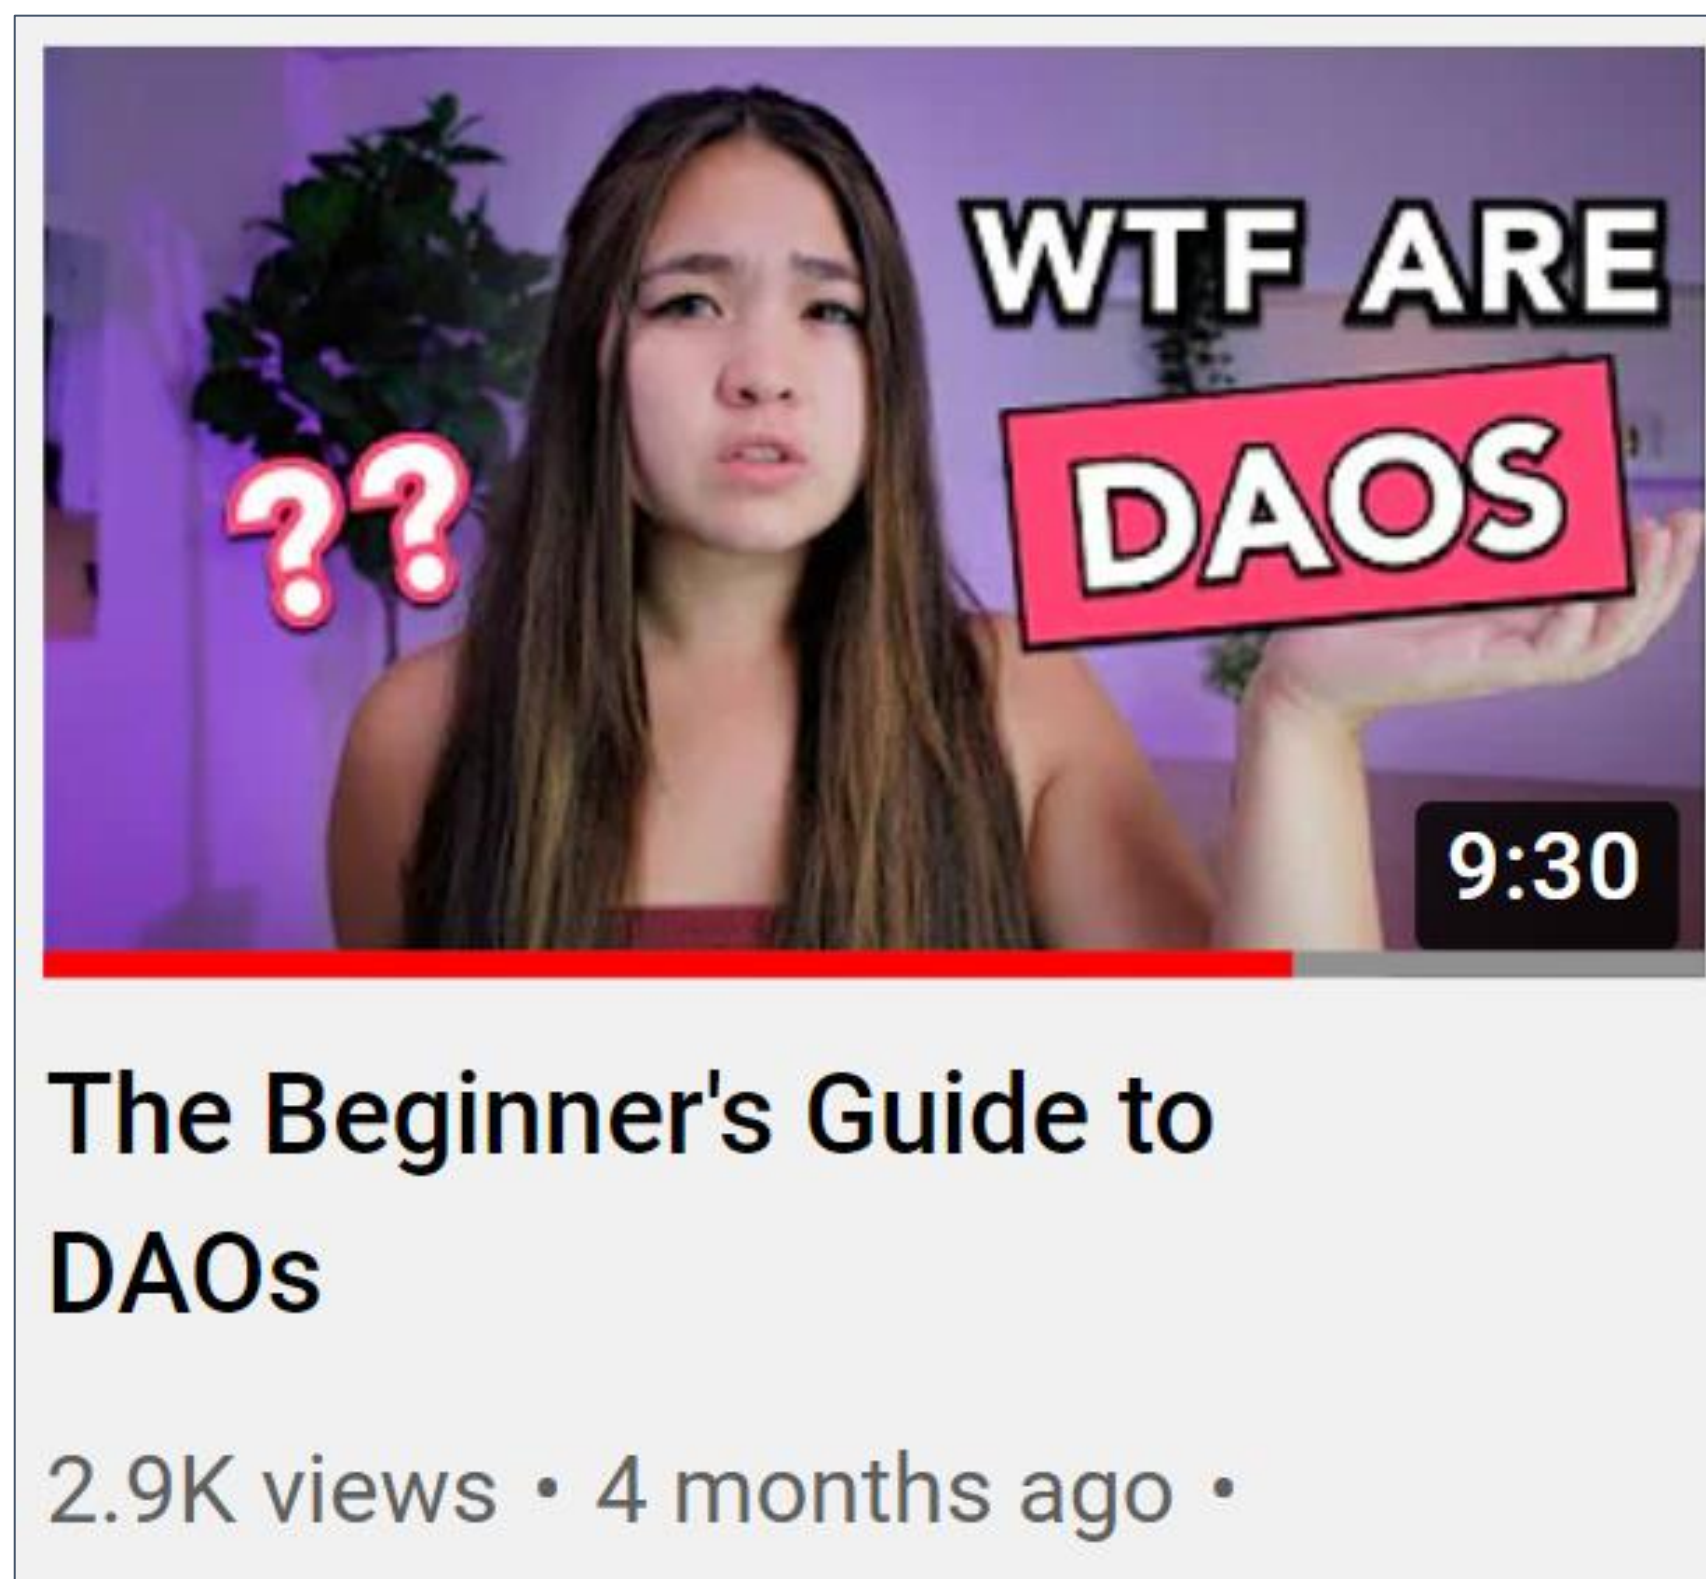 WTF ARE
DAOS
??
9:30
The Beginner's Guide to
DAOs
2.9K views • 4 months ago •